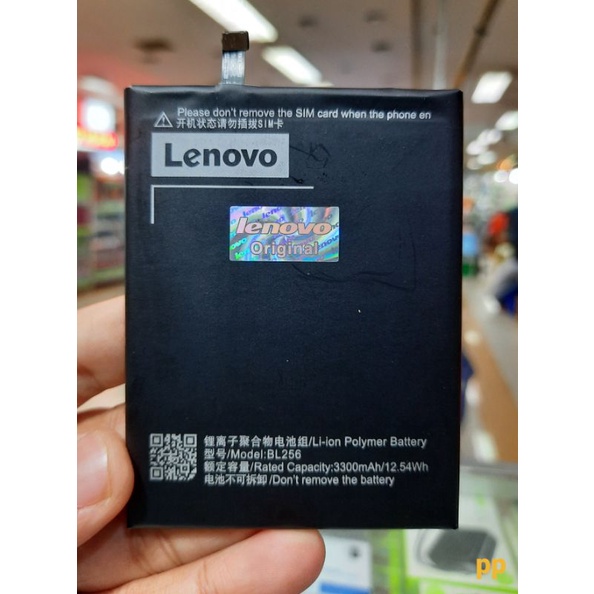 Please don't remove the SIM card when the phone en
开机状态请勿插拔SIM卡
Lenovo
lenovo
Original
锂离子聚合物电池组/Li-ion Polymer Battery
型号/Model:BL256
额定容量/Rated Capacity:3300mAh/12.54Wh
电池不可拆卸/Don't remove the battery
pp